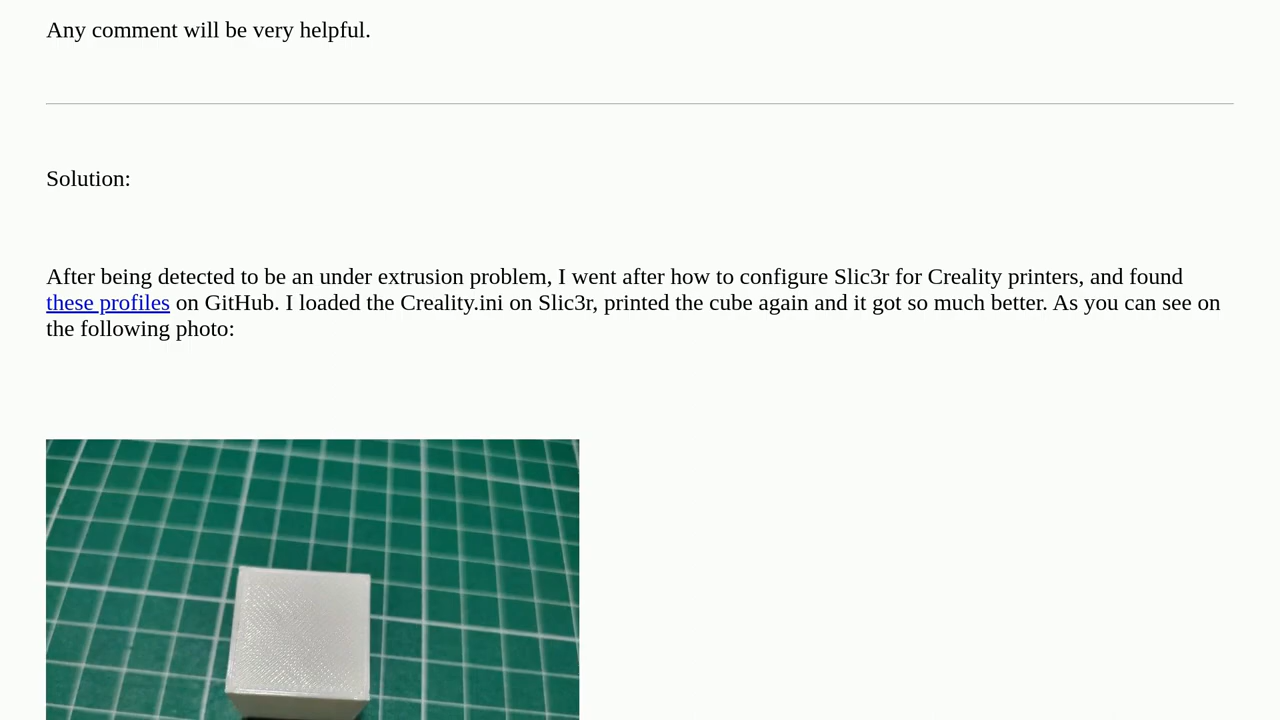 Any comment will be very helpful.
Solution:
After being detected to be an under extrusion problem, I went after how to configure Slic3r for Creality printers, and found
these profiles on GitHub. I loaded the Creality.ini on Slic3r, printed the cube again and it got so much better. As you can see on
the following photo: